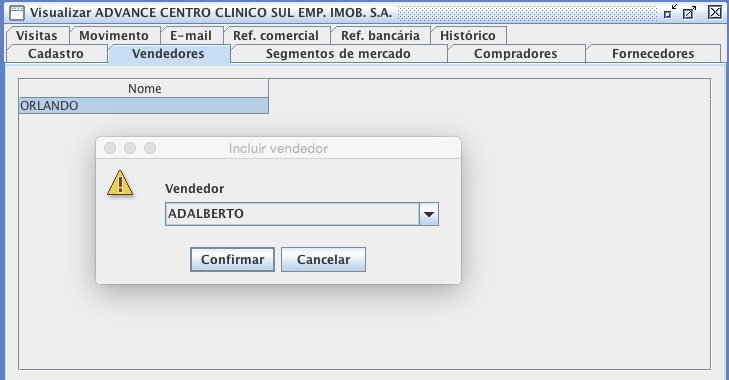 Visualizar ADVANCE CENTRO CLINICO SUL EMP. IMOB. S.A.
Visitas Movimento E-mail Ref. comercial Ref. bancária Histórico
Cadastro Vendedores Segmentos de mercado Compradores Fornecedores
Nome
ORLANDO
Incluir vendedor
Vendedor
ADALBERTO
Confirmar Cancelar